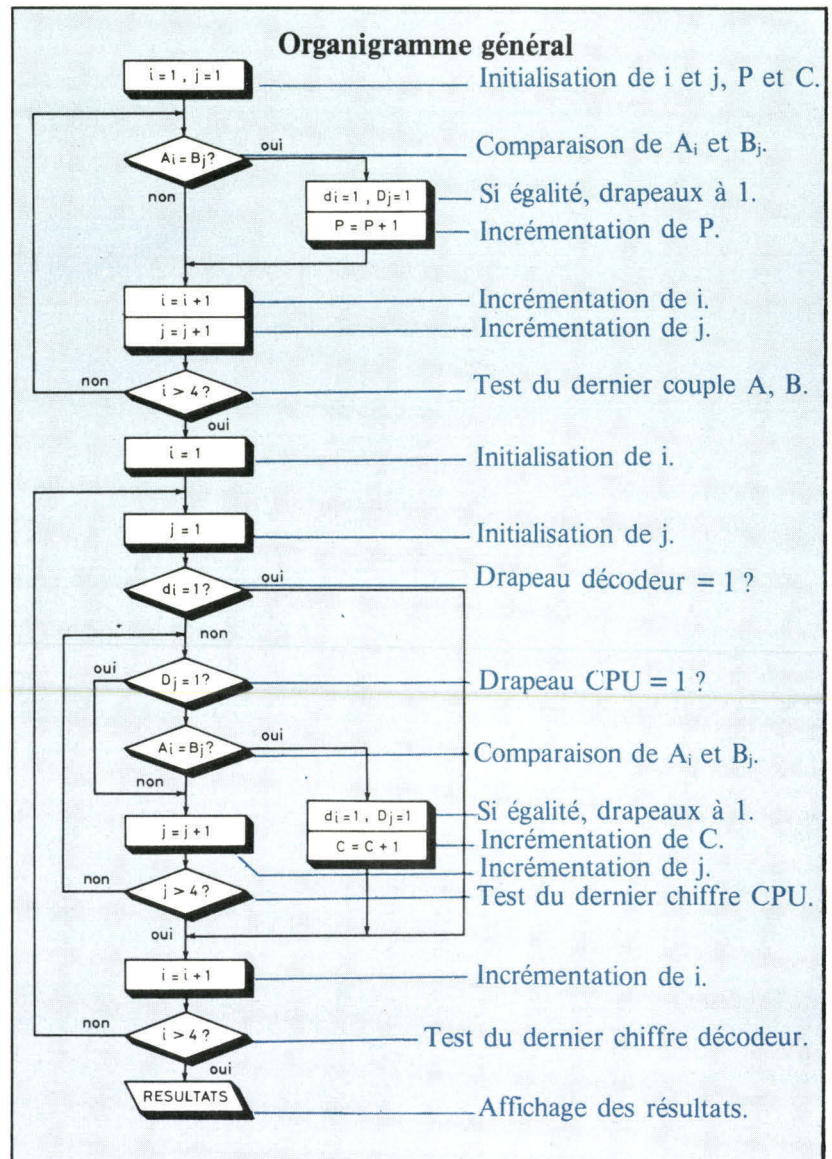 Organigramme général
i = 1 , j = 1
Initialisation de i et j, P et C.
Ai = Bj ?
oui
Comparaison de Ai et Bj.
non
di = 1 , Dj = 1
Si égalité, drapeaux à 1.
P = P + 1
Incrémentation de P.
i = i + 1
Incrémentation de i.
j = j + 1
Incrémentation de j.
non
i > 4 ?
Test du dernier couple A, B.
oui
i = 1
Initialisation de i.
j = 1
Initialisation de j.
di = 1 ?
oui
Drapeau décodeur = 1 ?
non
oui
Dj = 1 ?
Drapeau CPU = 1 ?
Ai = Bj ?
oui
Comparaison de Ai et Bj.
non
di = 1 , Dj = 1
Si égalité, drapeaux à 1.
j = j + 1
C = C + 1
Incrémentation de C.
Incrémentation de j.
non
j > 4 ?
Test du dernier chiffre CPU.
oui
i = i + 1
Incrémentation de i.
non
i > 4 ?
Test du dernier chiffre décodeur.
oui
RESULTATS
Affichage des résultats.